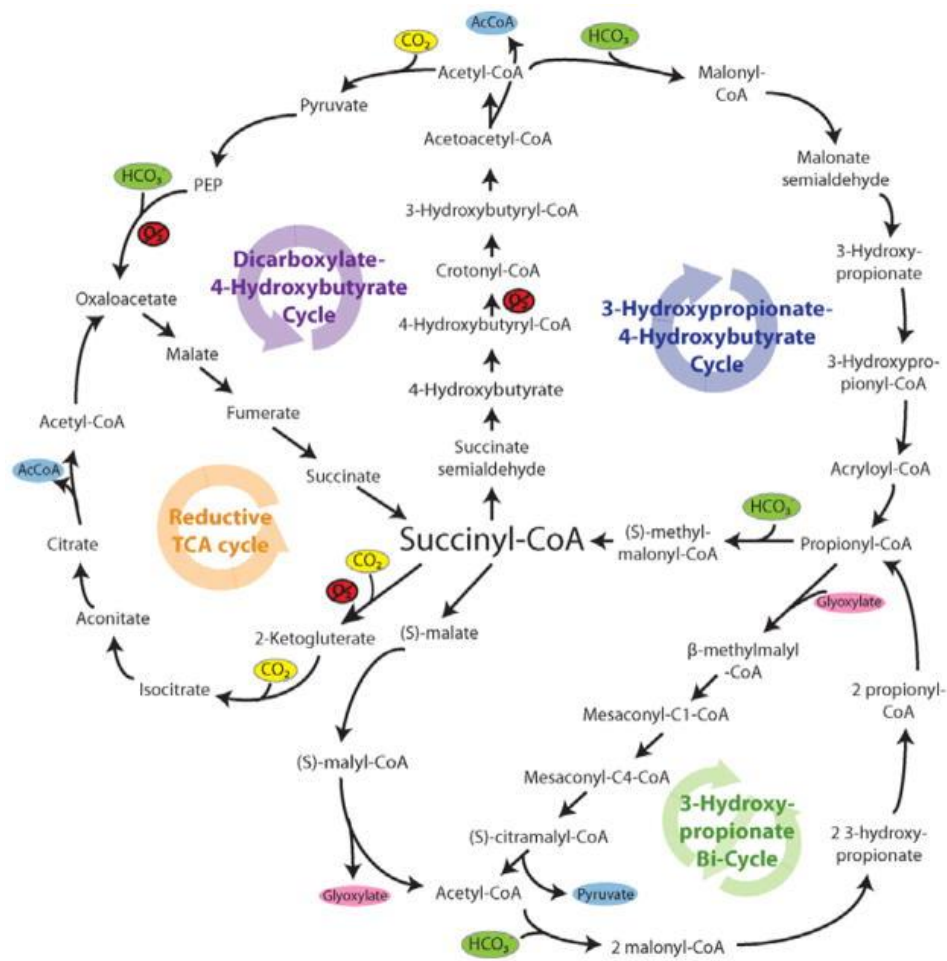 AcCoA
CO₂
HCO₃⁻
Acetyl-CoA
Malonyl-
CoA
Pyruvate
Acetoacetyl-CoA
Malonate
semialdehyde
HCO₃⁻
PEP
O₂
3-Hydroxybutyryl-CoA
3-Hydroxy-
propionate
Dicarboxylate-
4-Hydroxybutyrate
Cycle
Crotonyl-CoA
O₂
4-Hydroxybutyryl-CoA
3-Hydroxypropionate-
4-Hydroxybutyrate
Cycle
Oxaloacetate
Malate
3-Hydroxypro-
pionyl-CoA
4-Hydroxybutyrate
Fumerate
Acetyl-CoA
Succinate
semialdehyde
Acryloyl-CoA
AcCoA
Succinate
Reductive
TCA cycle
HCO₃⁻
Citrate
Succinyl-CoA
(S)-methyl-
malonyl-CoA
Propionyl-CoA
CO₂
O₂
Glyoxylate
Aconitate
2-Ketogluterate
(S)-malate
β-methylmalyl
-CoA
CO₂
Isocitrate
2 propionyl-
CoA
Mesaconyl-C1-CoA
(S)-malyl-CoA
Mesaconyl-C4-CoA
3-Hydroxy-
propionate
Bi-Cycle
(S)-citramalyl-CoA
2 3-hydroxy-
propionate
Glyoxylate
Acetyl-CoA
Pyruvate
HCO₃⁻
2 malonyl-CoA